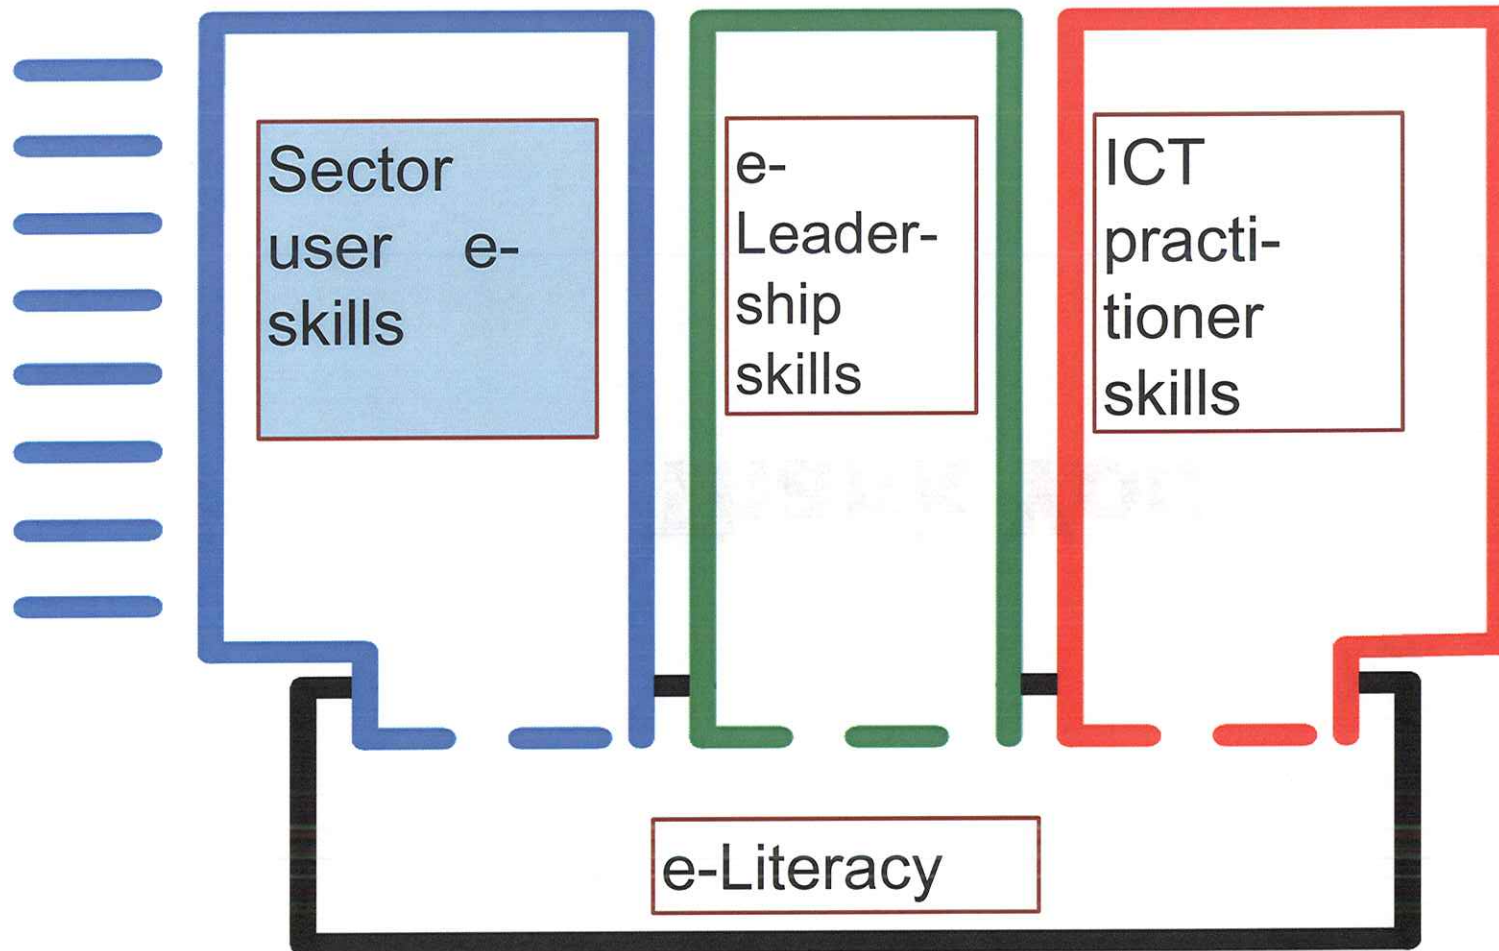 Sector
user e-
skills
e-
Leader-
ship
skills
ICT
practi-
tioner
skills
e-Literacy